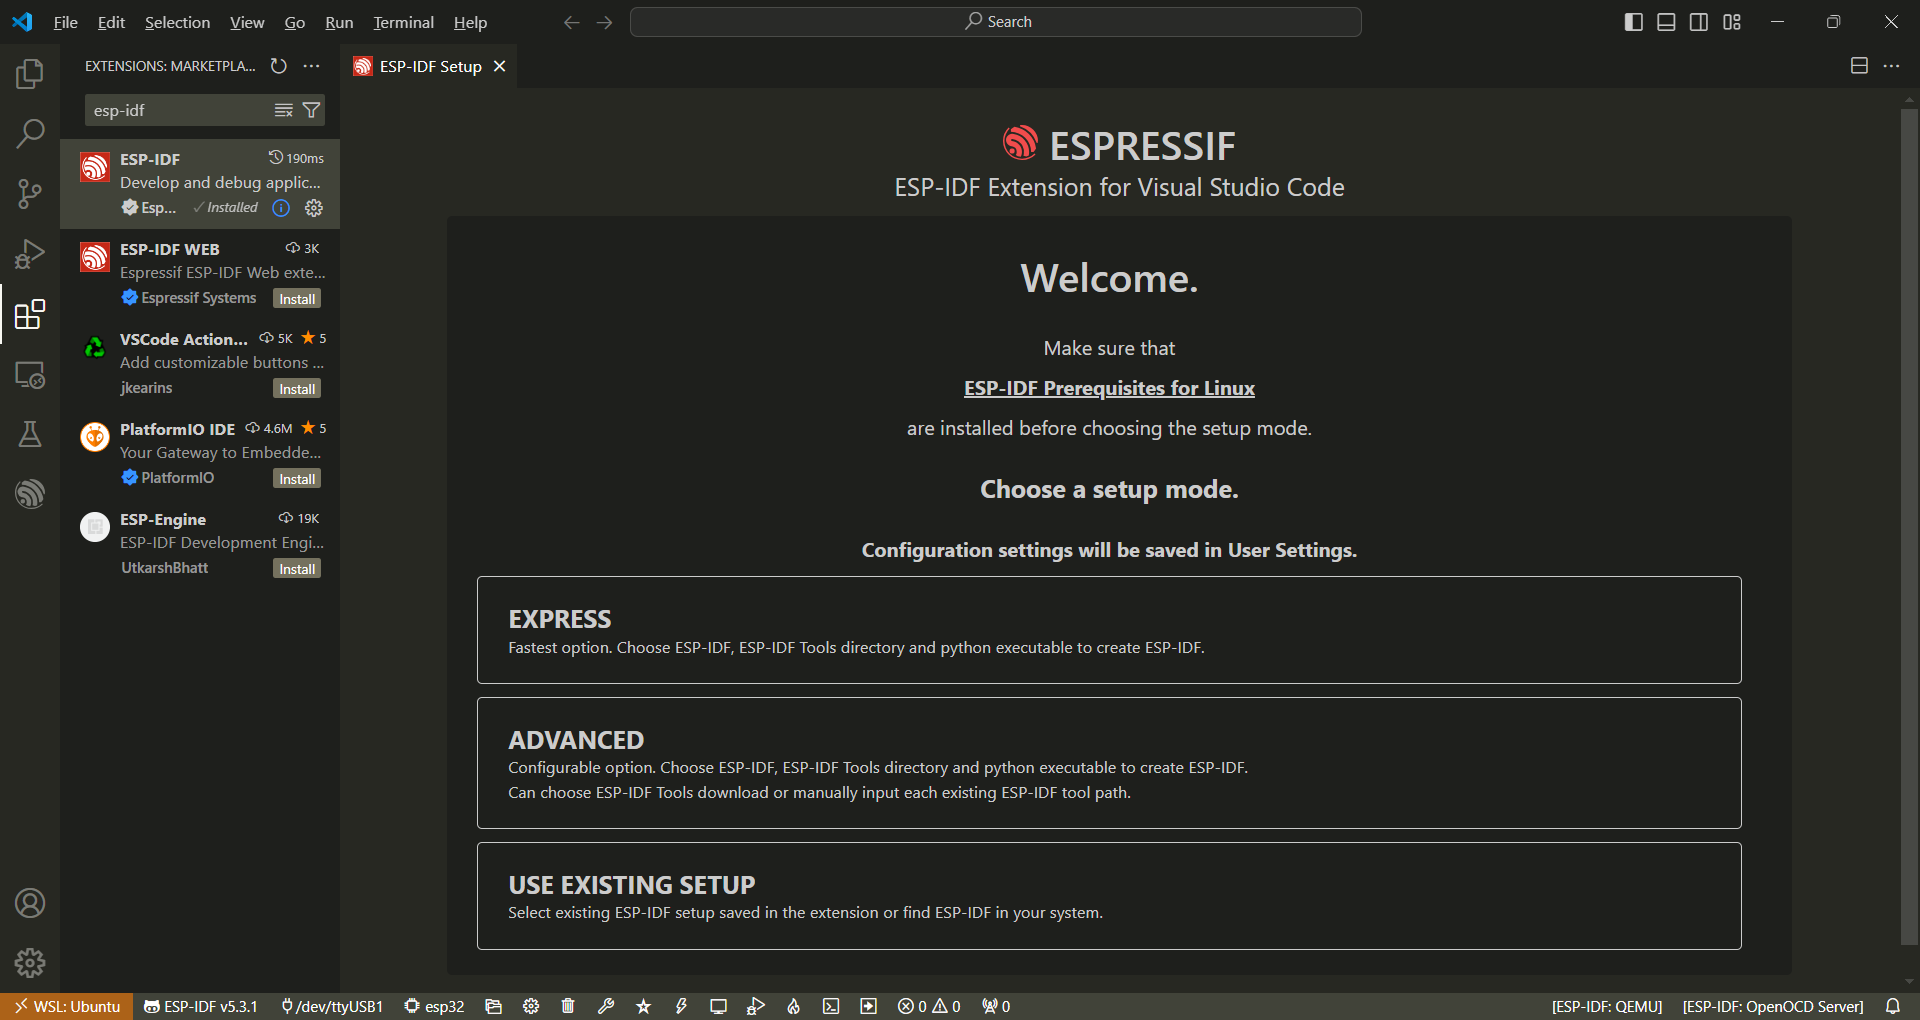 File Edit Selection View Go Run Terminal Help
Search
EXTENSIONS: MARKETPLA...
ESP-IDF Setup
esp-idf
ESP-IDF 190ms
Develop and debug applic...
Esp... ✓Installed
ESP-IDF WEB 3K
Espressif ESP-IDF Web exte...
Espressif Systems Install
VSCode Action... 5K ★ 5
Add customizable buttons ...
jkearins Install
PlatformIO IDE 4.6M ★ 5
Your Gateway to Embedde...
PlatformIO Install
ESP-Engine 19K
ESP-IDF Development Engi...
UtkarshBhatt Install
ESPRESSIF
ESP-IDF Extension for Visual Studio Code
Welcome.
Make sure that
ESP-IDF Prerequisites for Linux
are installed before choosing the setup mode.
Choose a setup mode.
Configuration settings will be saved in User Settings.
EXPRESS
Fastest option. Choose ESP-IDF, ESP-IDF Tools directory and python executable to create ESP-IDF.
ADVANCED
Configurable option. Choose ESP-IDF, ESP-IDF Tools directory and python executable to create ESP-IDF.
Can choose ESP-IDF Tools download or manually input each existing ESP-IDF tool path.
USE EXISTING SETUP
Select existing ESP-IDF setup saved in the extension or find ESP-IDF in your system.
WSL: Ubuntu ESP-IDF v5.3.1 /dev/ttyUSB1 esp32 0 0 0 [ESP-IDF: QEMU] [ESP-IDF: OpenOCD Server]